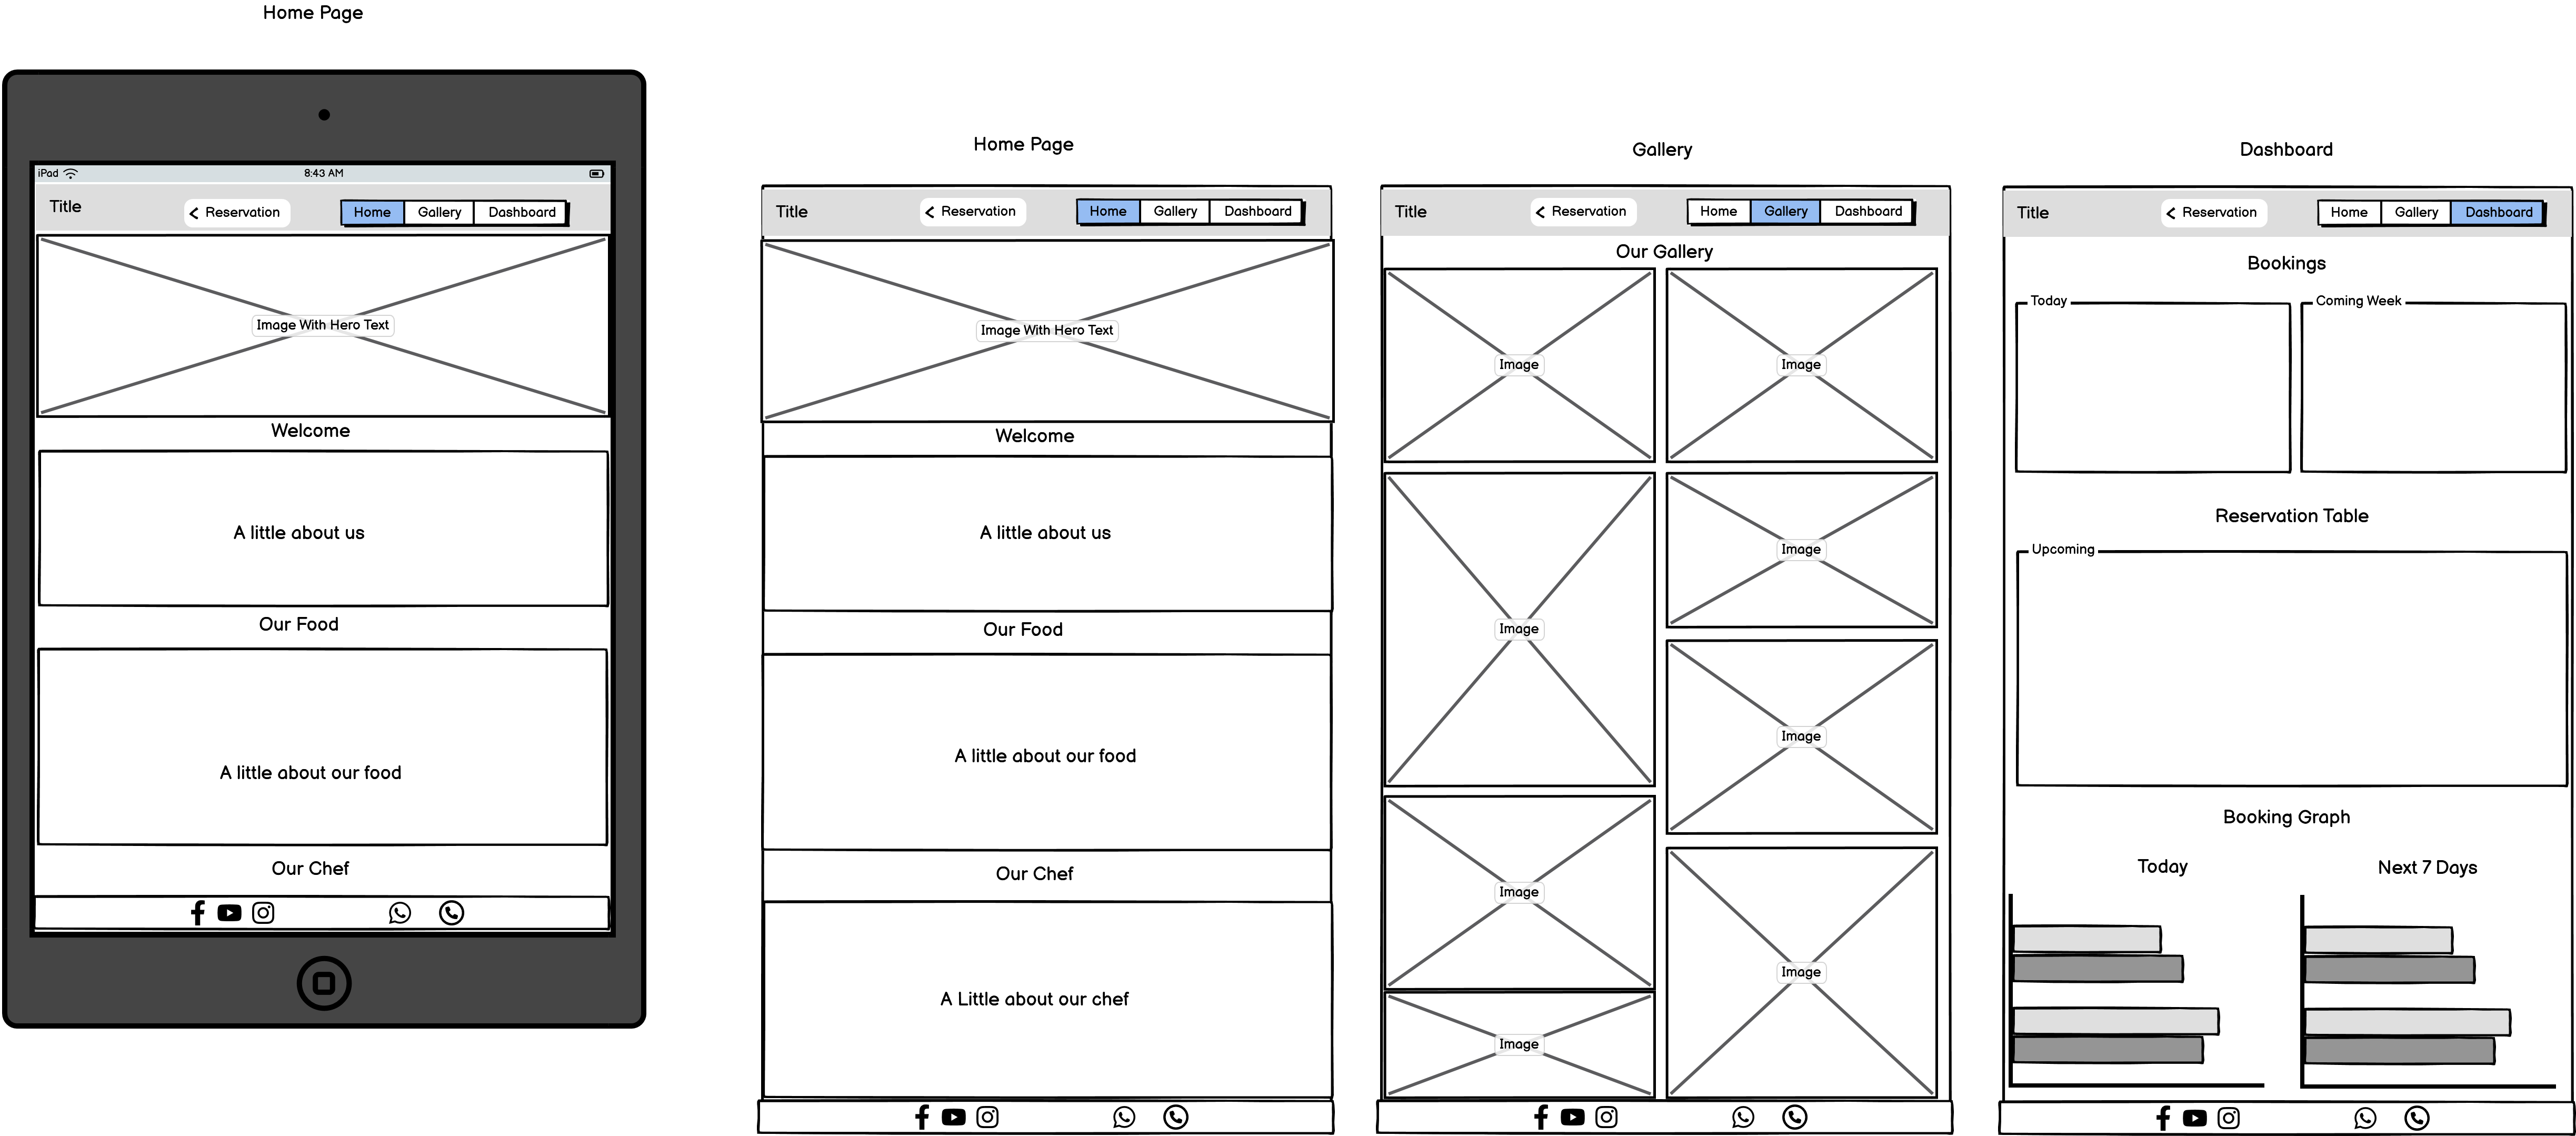 Home Page
iPad
8:43 AM
Title
Reservation
Home
Gallery
Dashboard
Image With Hero Text
Welcome
A little about us
Our Food
A little about our food
Our Chef
Home Page
Title
Reservation
Home
Gallery
Dashboard
Image With Hero Text
Welcome
A little about us
Our Food
A little about our food
Our Chef
A Little about our chef
Gallery
Title
Reservation
Home
Gallery
Dashboard
Our Gallery
Image
Image
Image
Image
Image
Image
Image
Image
Dashboard
Title
Reservation
Home
Gallery
Dashboard
Bookings
Today
Coming Week
Reservation Table
Upcoming
Booking Graph
Today
Next 7 Days